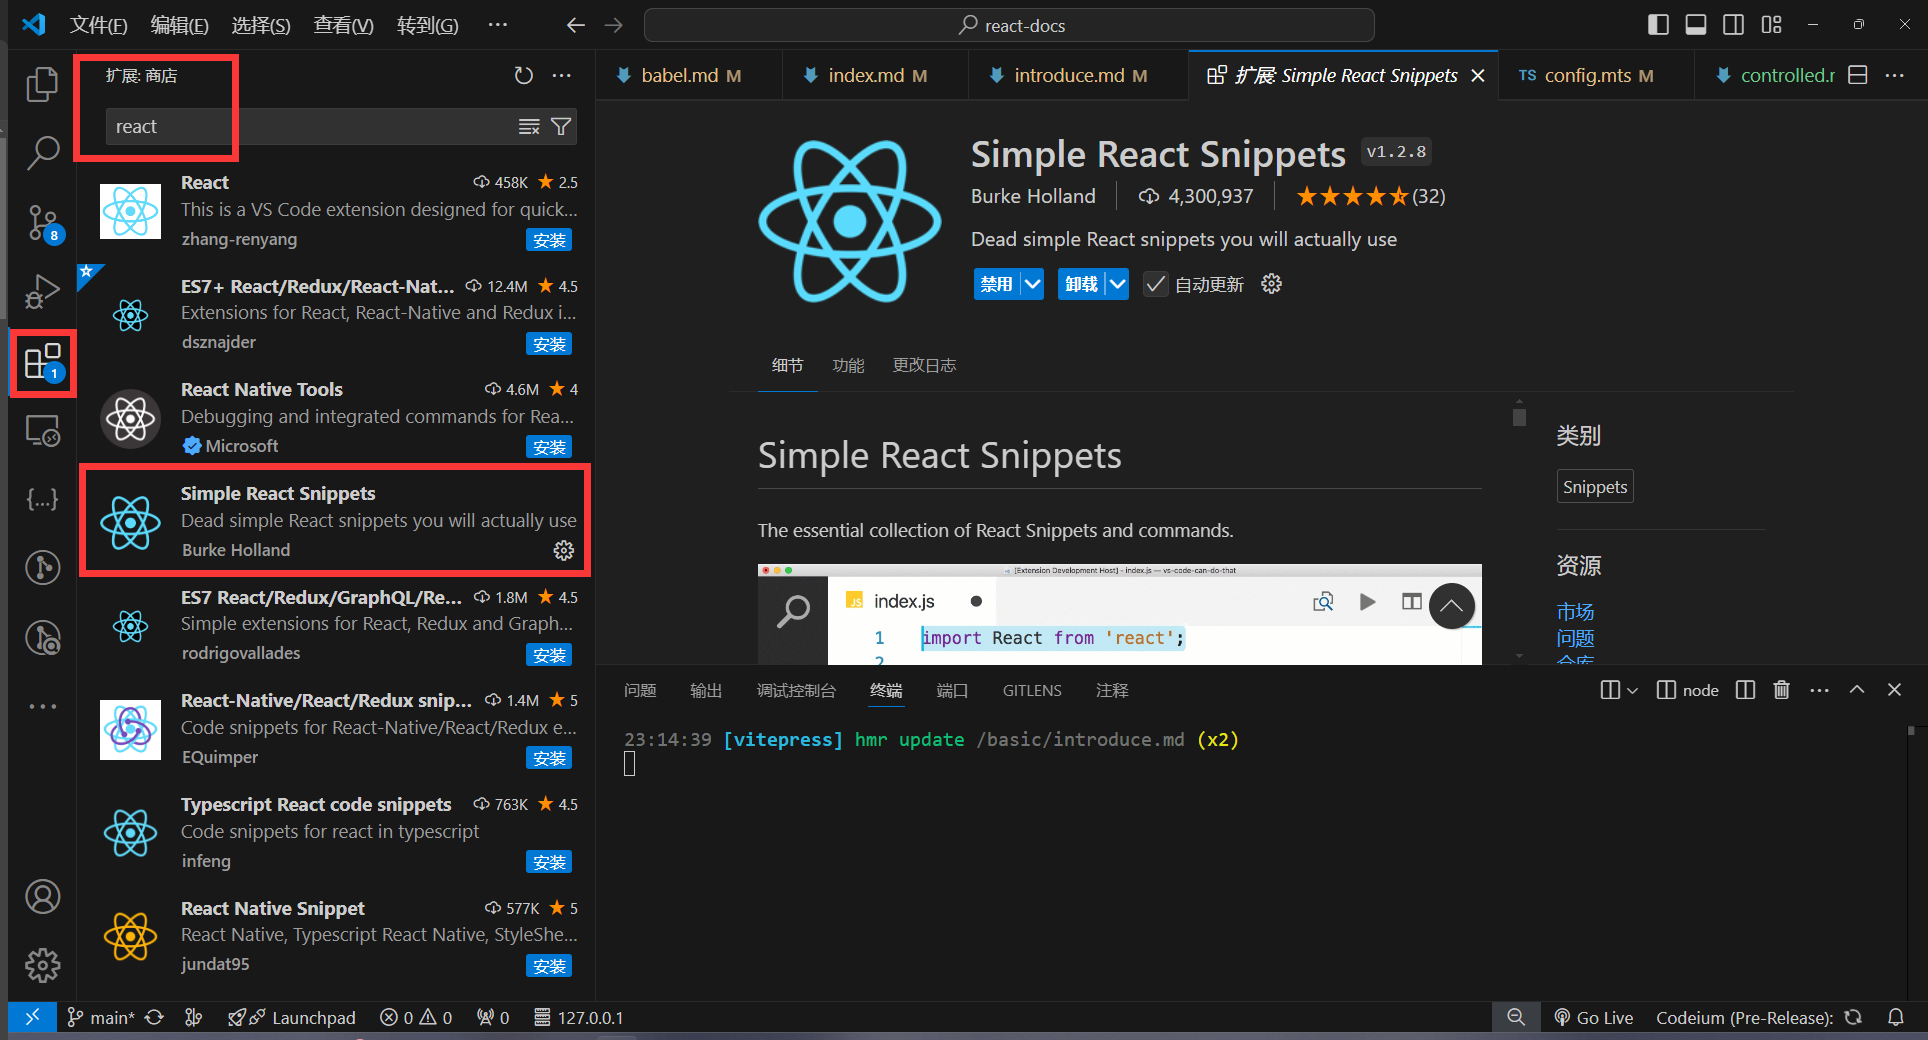 文件(F) 编辑(E) 选择(S) 查看(V) 转到(G) ··· react-docs
扩展: 商店
react
React 458K 2.5
This is a VS Code extension designed for quick...
zhang-renyang 安装
ES7+ React/Redux/React-Nat... 12.4M 4.5
Extensions for React, React-Native and Redux i...
dsznajder 安装
React Native Tools 4.6M 4
Debugging and integrated commands for Rea...
Microsoft 安装
Simple React Snippets
Dead simple React snippets you will actually use
Burke Holland
ES7 React/Redux/GraphQL/Re... 1.8M 4.5
Simple extensions for React, Redux and Graph...
rodrigovallades 安装
React-Native/React/Redux snip... 1.4M 5
Code snippets for React-Native/React/Redux e...
EQuimper 安装
Typescript React code snippets 763K 4.5
Code snippets for react in typescript
infeng 安装
React Native Snippet 577K 5
React Native, Typescript React Native, StyleShe...
jundat95 安装
8
1
babel.md M index.md M introduce.md M 扩展: Simple React Snippets TS config.mts M controlled.r
Simple React Snippets v1.2.8
Burke Holland 4,300,937 (32)
Dead simple React snippets you will actually use
禁用 卸载 自动更新
细节 功能 更改日志
Simple React Snippets
The essential collection of React Snippets and commands.
[Extension Development Host] - index.js — vs-code-can-do-that
JS index.js
1 import React from 'react';
2
类别
Snippets
资源
市场
问题
仓库
问题 输出 调试控制台 终端 端口 GITLENS 注释 node
23:14:39 [vitepress] hmr update /basic/introduce.md (x2)
main* Launchpad 0 0 0 127.0.0.1 Go Live Codeium (Pre-Release):